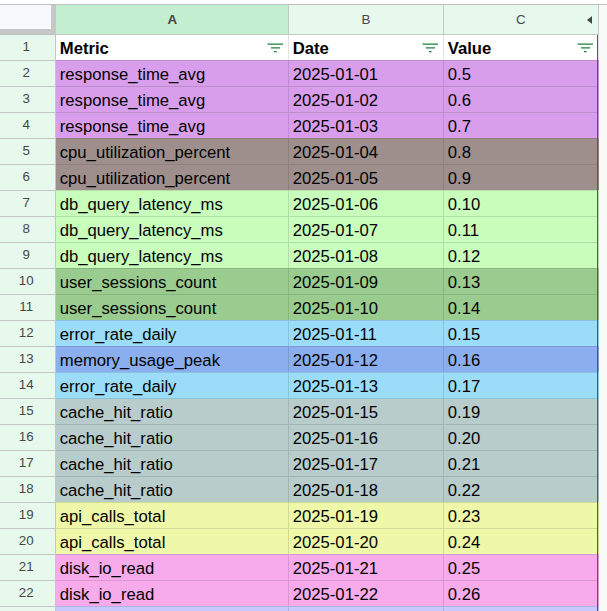 A B C
1 Metric Date Value
2 response_time_avg 2025-01-01 0.5
3 response_time_avg 2025-01-02 0.6
4 response_time_avg 2025-01-03 0.7
5 cpu_utilization_percent 2025-01-04 0.8
6 cpu_utilization_percent 2025-01-05 0.9
7 db_query_latency_ms 2025-01-06 0.10
8 db_query_latency_ms 2025-01-07 0.11
9 db_query_latency_ms 2025-01-08 0.12
10 user_sessions_count 2025-01-09 0.13
11 user_sessions_count 2025-01-10 0.14
12 error_rate_daily 2025-01-11 0.15
13 memory_usage_peak 2025-01-12 0.16
14 error_rate_daily 2025-01-13 0.17
15 cache_hit_ratio 2025-01-15 0.19
16 cache_hit_ratio 2025-01-16 0.20
17 cache_hit_ratio 2025-01-17 0.21
18 cache_hit_ratio 2025-01-18 0.22
19 api_calls_total 2025-01-19 0.23
20 api_calls_total 2025-01-20 0.24
21 disk_io_read 2025-01-21 0.25
22 disk_io_read 2025-01-22 0.26